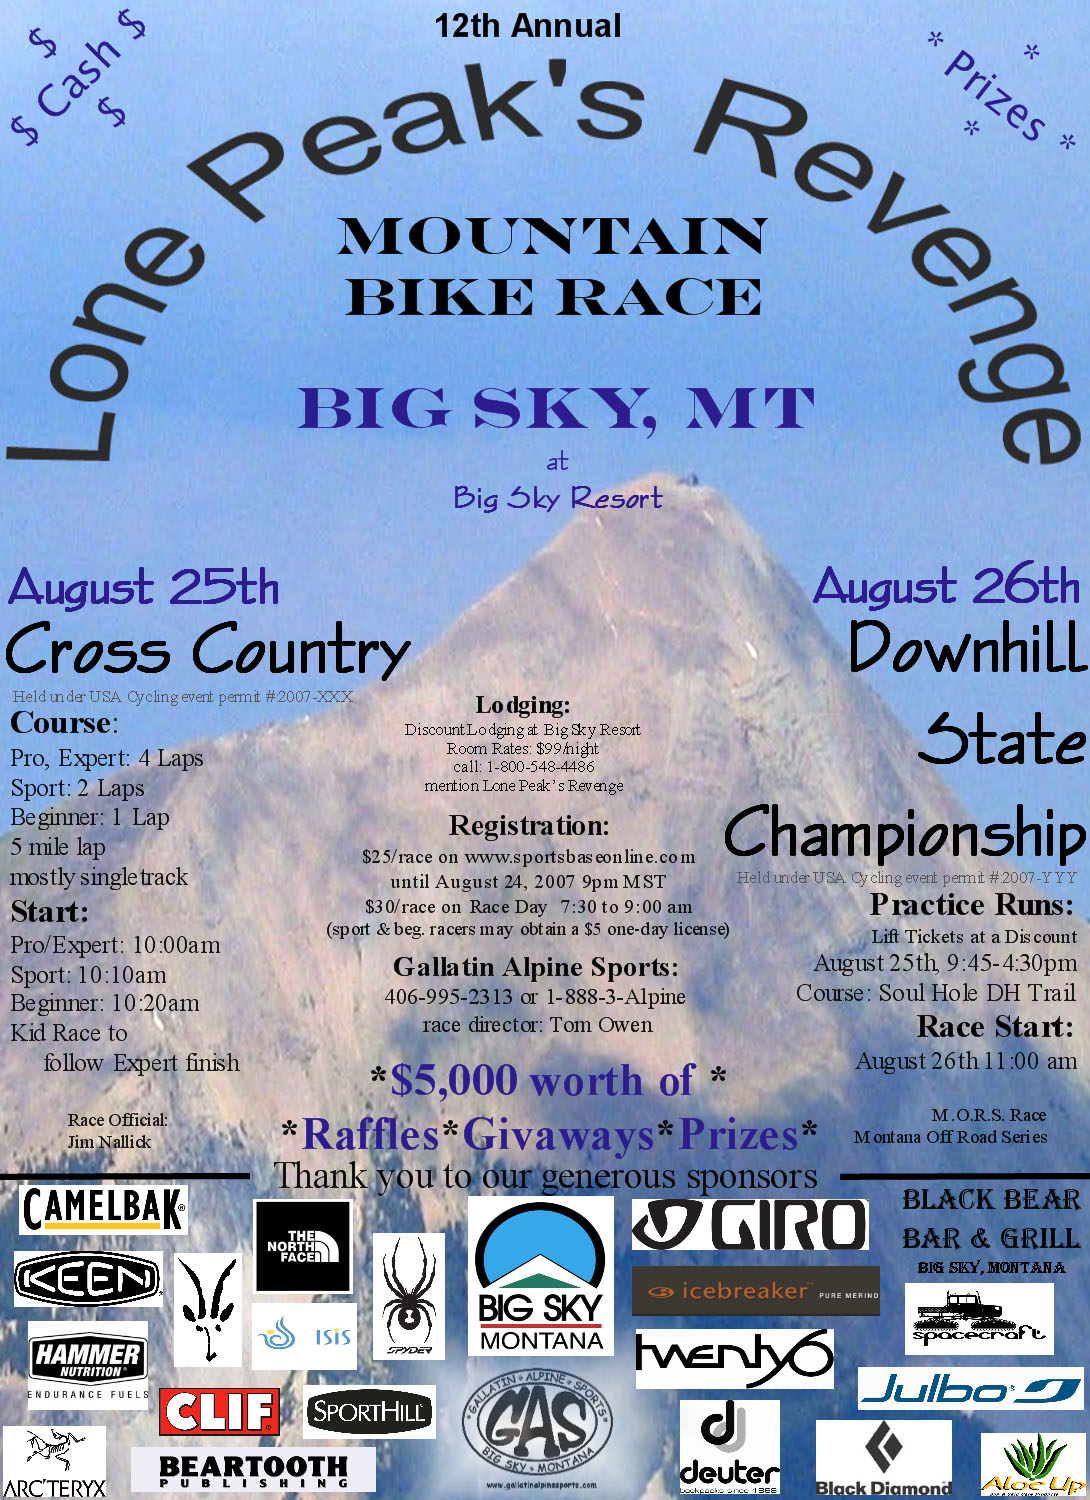 12th Annual
$ Cash $
$ $
* Prizes *
* *
Lone Peak's Revenge
MOUNTAIN
BIKE RACE
BIG SKY, MT
at
Big Sky Resort
August 25th
Cross Country
Held under USA Cycling event permit #:2007-XXX
Course:
Pro, Expert: 4 Laps
Sport: 2 Laps
Beginner: 1 Lap
5 mile lap
mostly singletrack
Start:
Pro/Expert: 10:00am
Sport: 10:10am
Beginner: 10:20am
Kid Race to
follow Expert finish
Race Official:
Jim Nallick
Lodging:
Discount Lodging at Big Sky Resort
Room Rates: $99/night
call: 1-800-548-4486
mention Lone Peak's Revenge
Registration:
$25/race on www.sportsbaseonline.com
until August 24, 2007 9pm MST
$30/race on Race Day 7:30 to 9:00 am
(sport & beg. racers may obtain a $5 one-day license)
Gallatin Alpine Sports:
406-995-2313 or 1-888-3-Alpine
race director: Tom Owen
August 26th
Downhill
State
Championship
Held under USA Cycling event permit #:2007-YYY
Practice Runs:
Lift Tickets at a Discount
August 25th, 9:45-4:30pm
Course: Soul Hole DH Trail
Race Start:
August 26th 11:00 am
M.O.R.S. Race
Montana Off Road Series
*$5,000 worth of *
*Raffles*Givaways*Prizes*
Thank you to our generous sponsors
CAMELBAK
KEEN
HAMMER
NUTRITION
ENDURANCE FUELS
ARC'TERYX
THE
NORTH
FACE
ISIS
SPYDER
CLIF
SPORTHILL
BEARTOOTH
PUBLISHING
BIG SKY
MONTANA
GALLATIN ALPINE SPORTS
GAS
BIG SKY MONTANA
www.gallatinalpinesports.com
GIRO
icebreaker
PURE MERINO
twenty6
deuter
backpacks since 1898
BLACK BEAR
BAR & GRILL
BIG SKY, MONTANA
spacecraft
Julbo
Black Diamond
Aloe Up